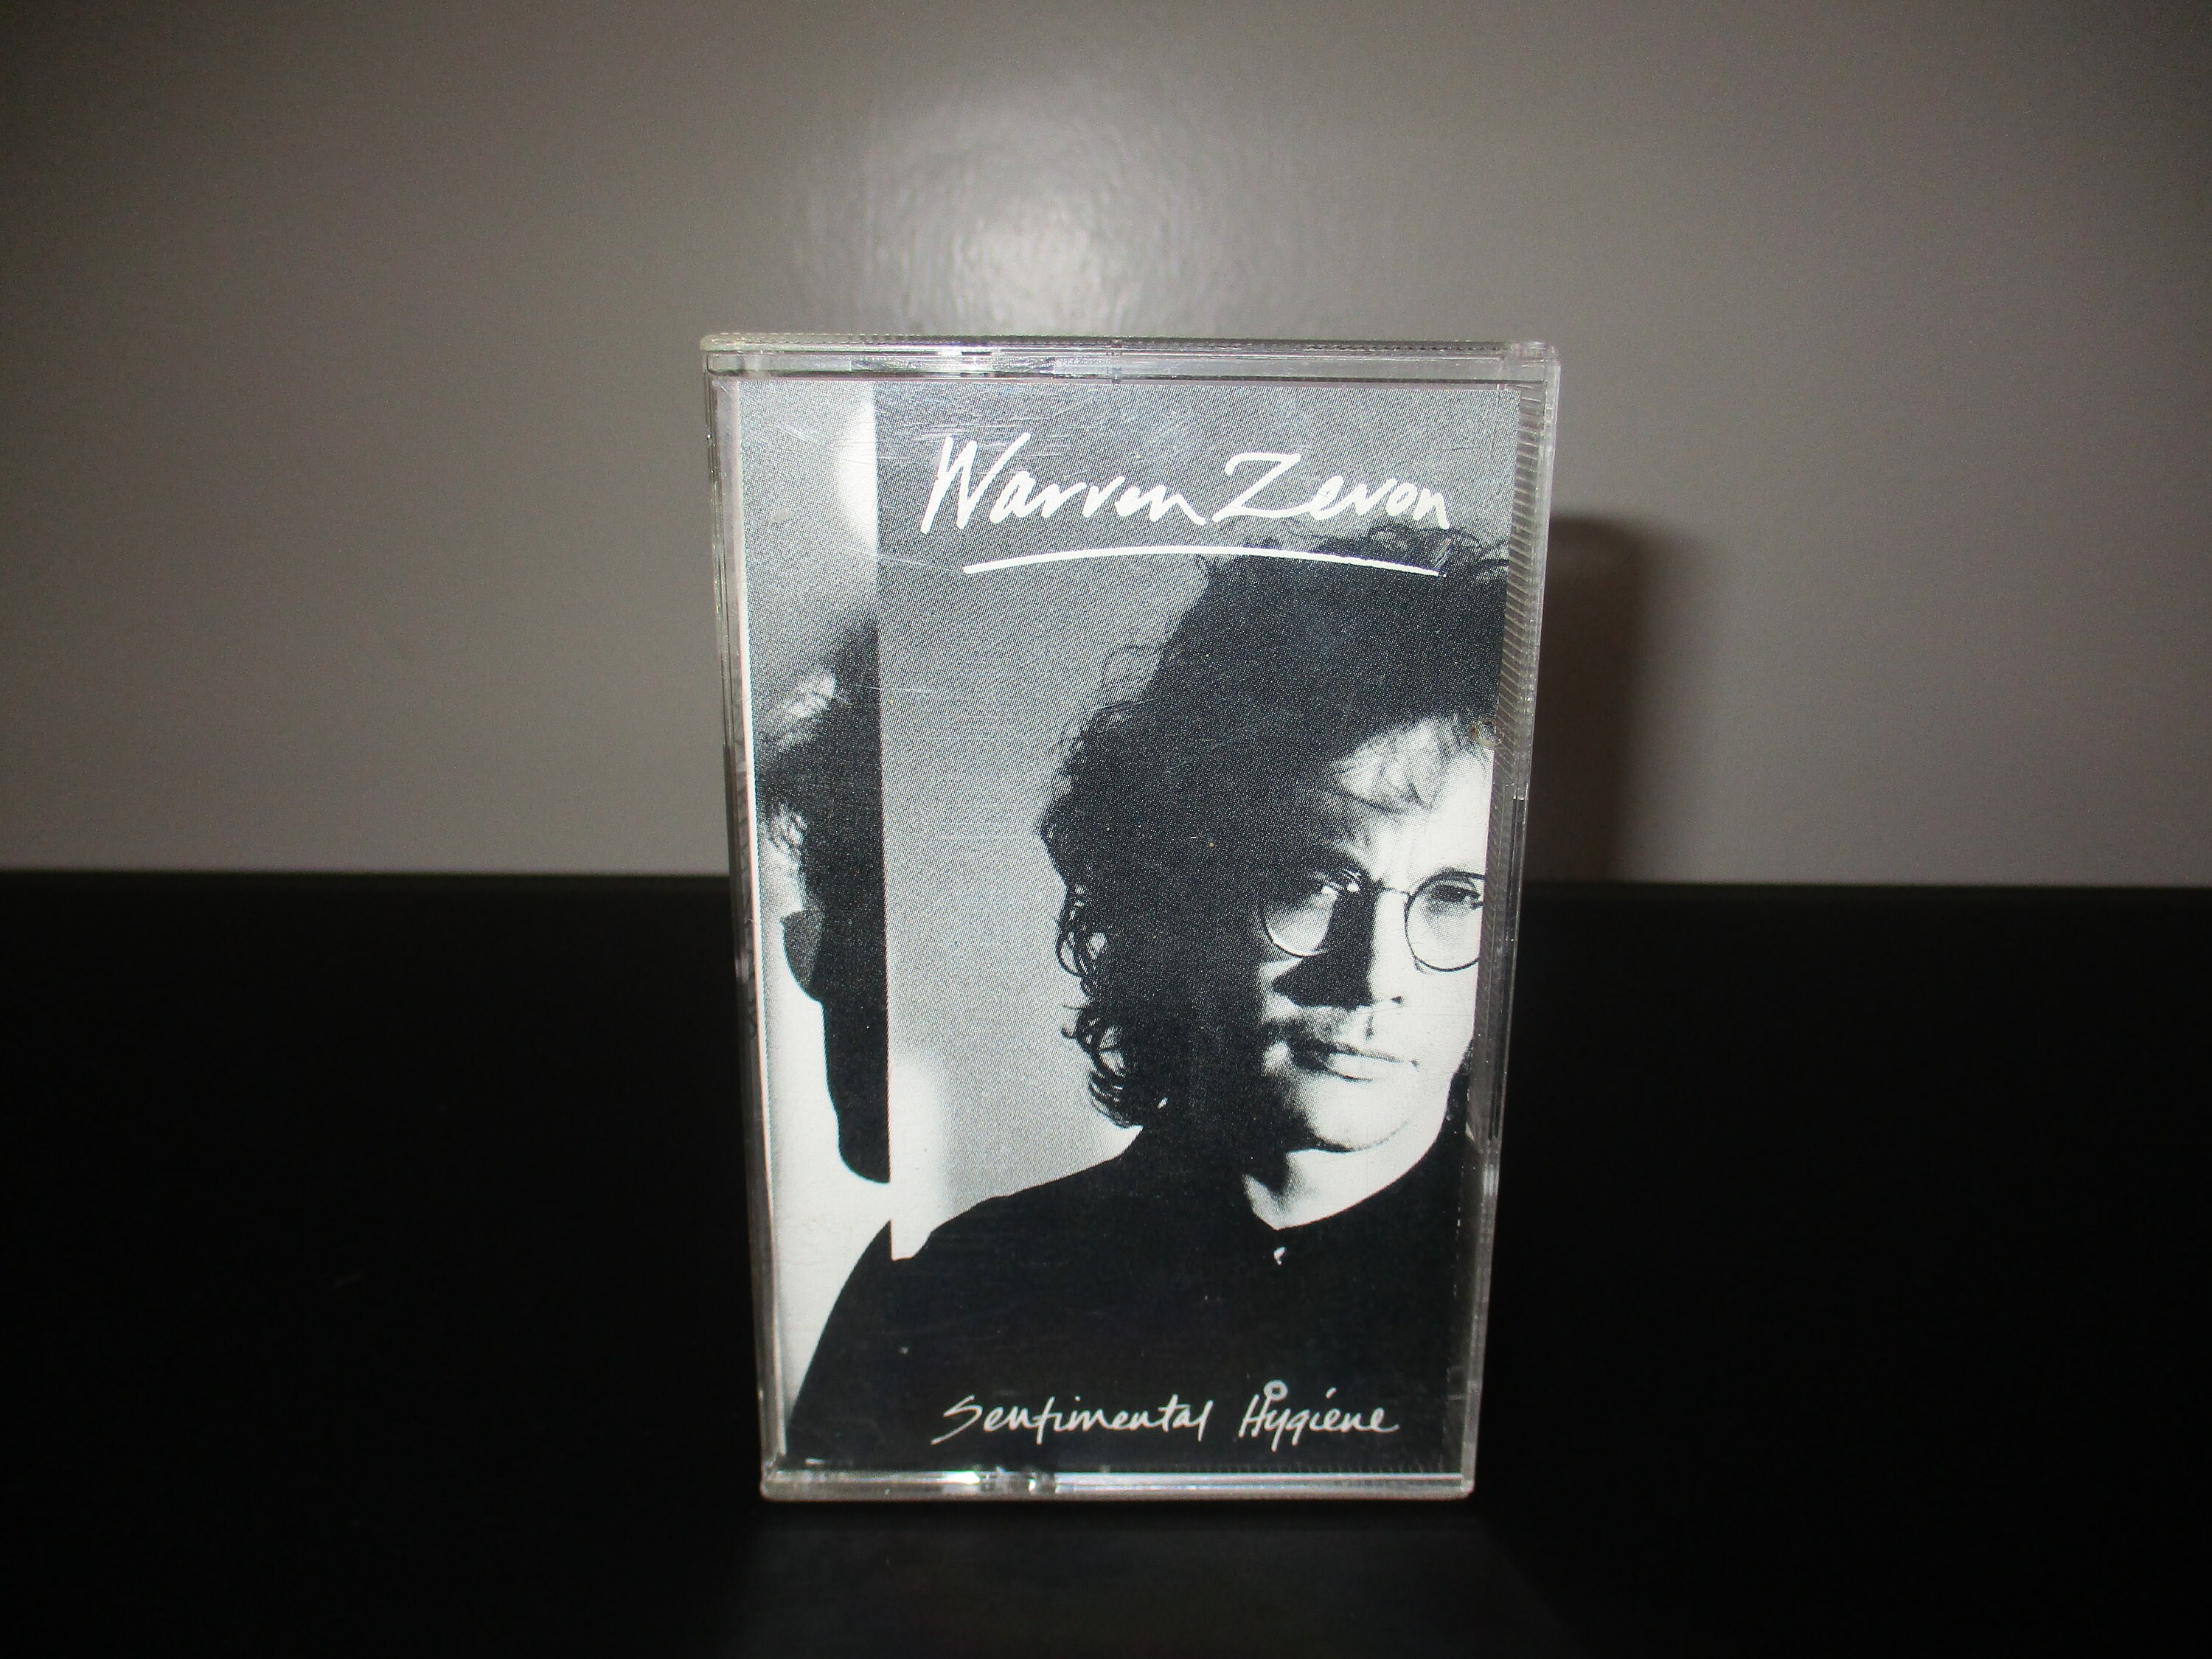 Warren Zevon
Sentimental Hygiene